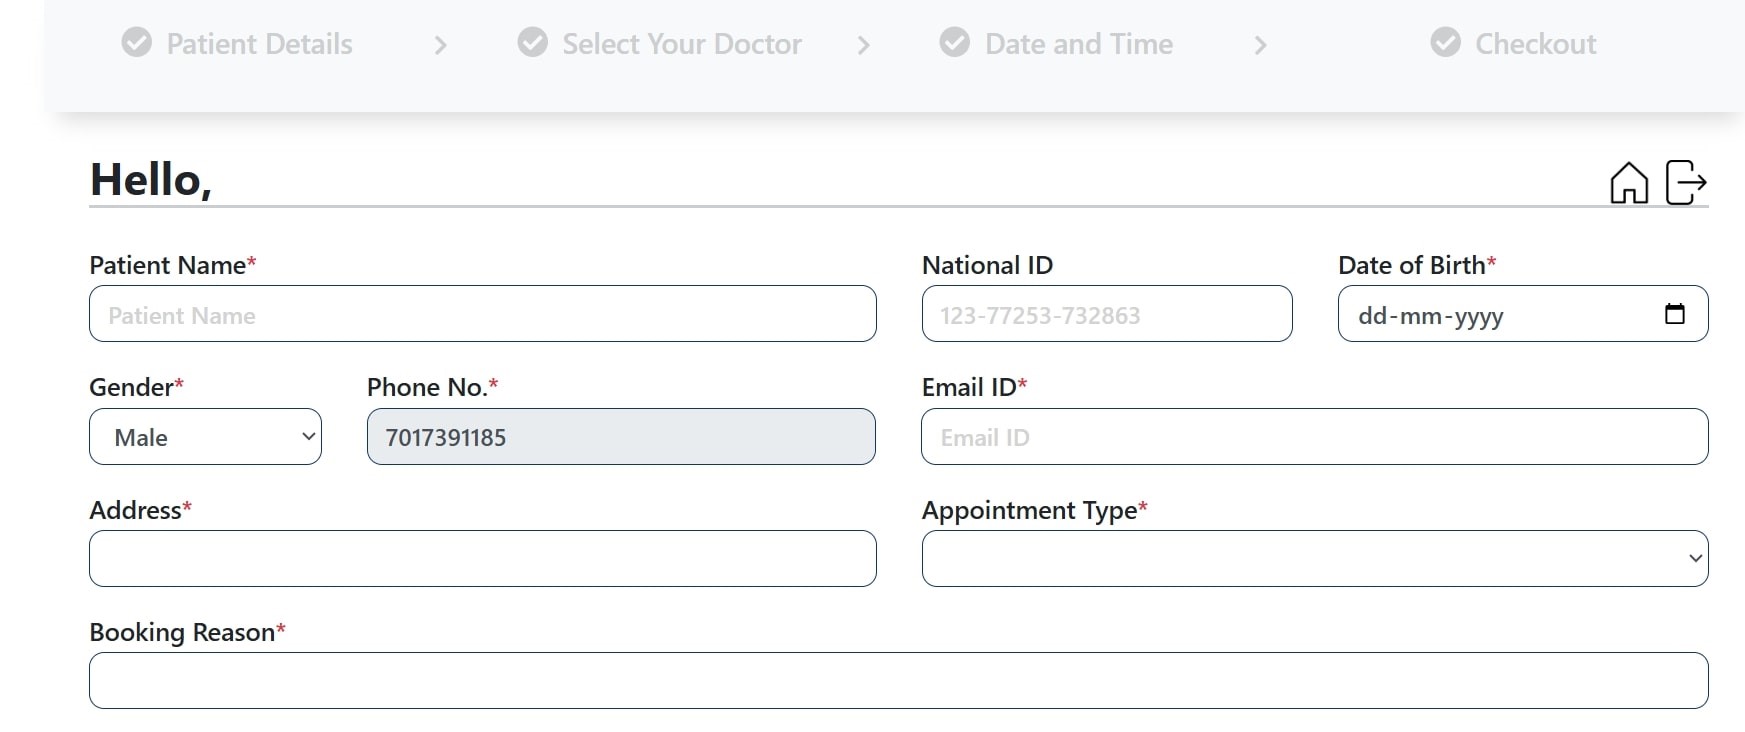 Patient Details > Select Your Doctor > Date and Time > Checkout
Hello,
Patient Name* National ID Date of Birth*
Patient Name 123-77253-732863 dd-mm-yyyy
Gender* Phone No.* Email ID*
Male 7017391185 Email ID
Address* Appointment Type*
Booking Reason*